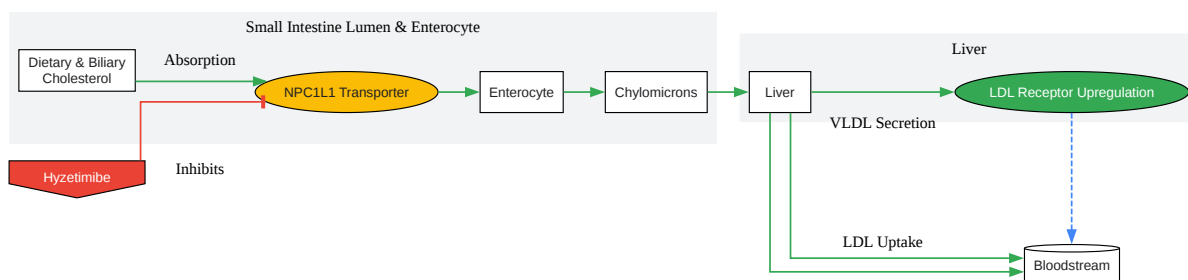 Small Intestine Lumen & Enterocyte
Dietary & Biliary
Cholesterol
Absorption
NPC1L1 Transporter
Enterocyte
Chylomicrons
Hyzetimibe
Inhibits
Liver
Liver
LDL Receptor Upregulation
VLDL Secretion
LDL Uptake
Bloodstream